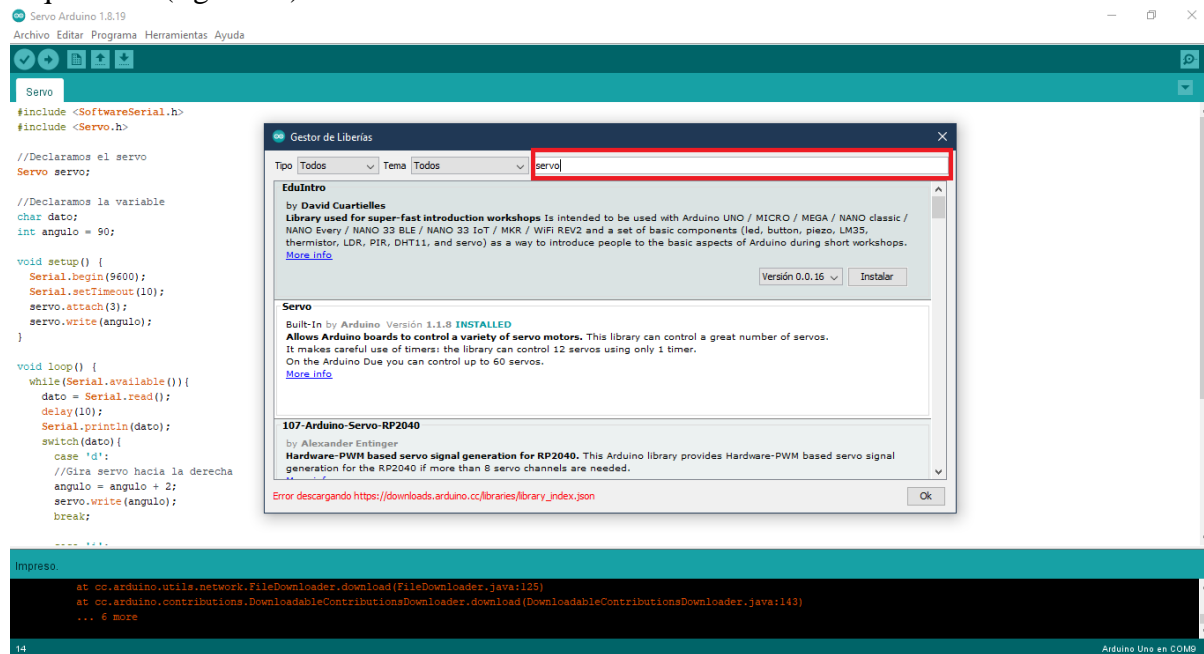 Servo Arduino 1.8.19
Archivo Editar Programa Herramientas Ayuda
Servo
#include <SoftwareSerial.h>
#include <Servo.h>
//Declaramos el servo
Servo servo;
//Declaramos la variable
char dato;
int angulo = 90;
void setup() {
Serial.begin(9600);
Serial.setTimeout(10);
servo.attach(3);
servo.write(angulo);
}
void loop() {
while(Serial.available()){
dato = Serial.read();
delay(10);
Serial.println(dato);
switch(dato){
case 'd':
//Gira servo hacia la derecha
angulo = angulo + 2;
servo.write(angulo);
break;
Gestor de Liberías
Tipo Todos Tema Todos servo
EduIntro
by David Cuartielles
Library used for super-fast introduction workshops Is intended to be used with Arduino UNO / MICRO / MEGA / NANO classic /
NANO Every / NANO 33 BLE / NANO 33 IoT / MKR / WiFi REV2 and a set of basic components (led, button, piezo, LM35,
thermistor, LDR, PIR, DHT11, and servo) as a way to introduce people to the basic aspects of Arduino during short workshops.
More info
Versión 0.0.16 Instalar
Servo
Built-In by Arduino Versión 1.1.8 INSTALLED
Allows Arduino boards to control a variety of servo motors. This library can control a great number of servos.
It makes careful use of timers: the library can control 12 servos using only 1 timer.
On the Arduino Due you can control up to 60 servos.
More info
107-Arduino-Servo-RP2040
by Alexander Entinger
Hardware-PWM based servo signal generation for RP2040. This Arduino library provides Hardware-PWM based servo signal
generation for the RP2040 if more than 8 servo channels are needed.
Error descargando https://downloads.arduino.cc/libraries/library_index.json
Ok
Impreso.
at cc.arduino.utils.network.FileDownloader.download(FileDownloader.java:125)
at cc.arduino.contributions.DownloadableContributionsDownloader.download(DownloadableContributionsDownloader.java:143)
... 6 more
14
Arduino Uno en COM9